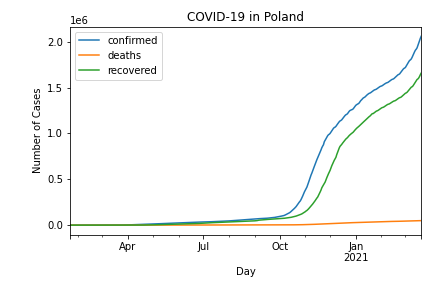 COVID-19 in Poland
1e6
confirmed
deaths
recovered
2.0
1.5
1.0
0.5
0.0
Number of Cases
Apr
Jul
Oct
Jan
2021
Day